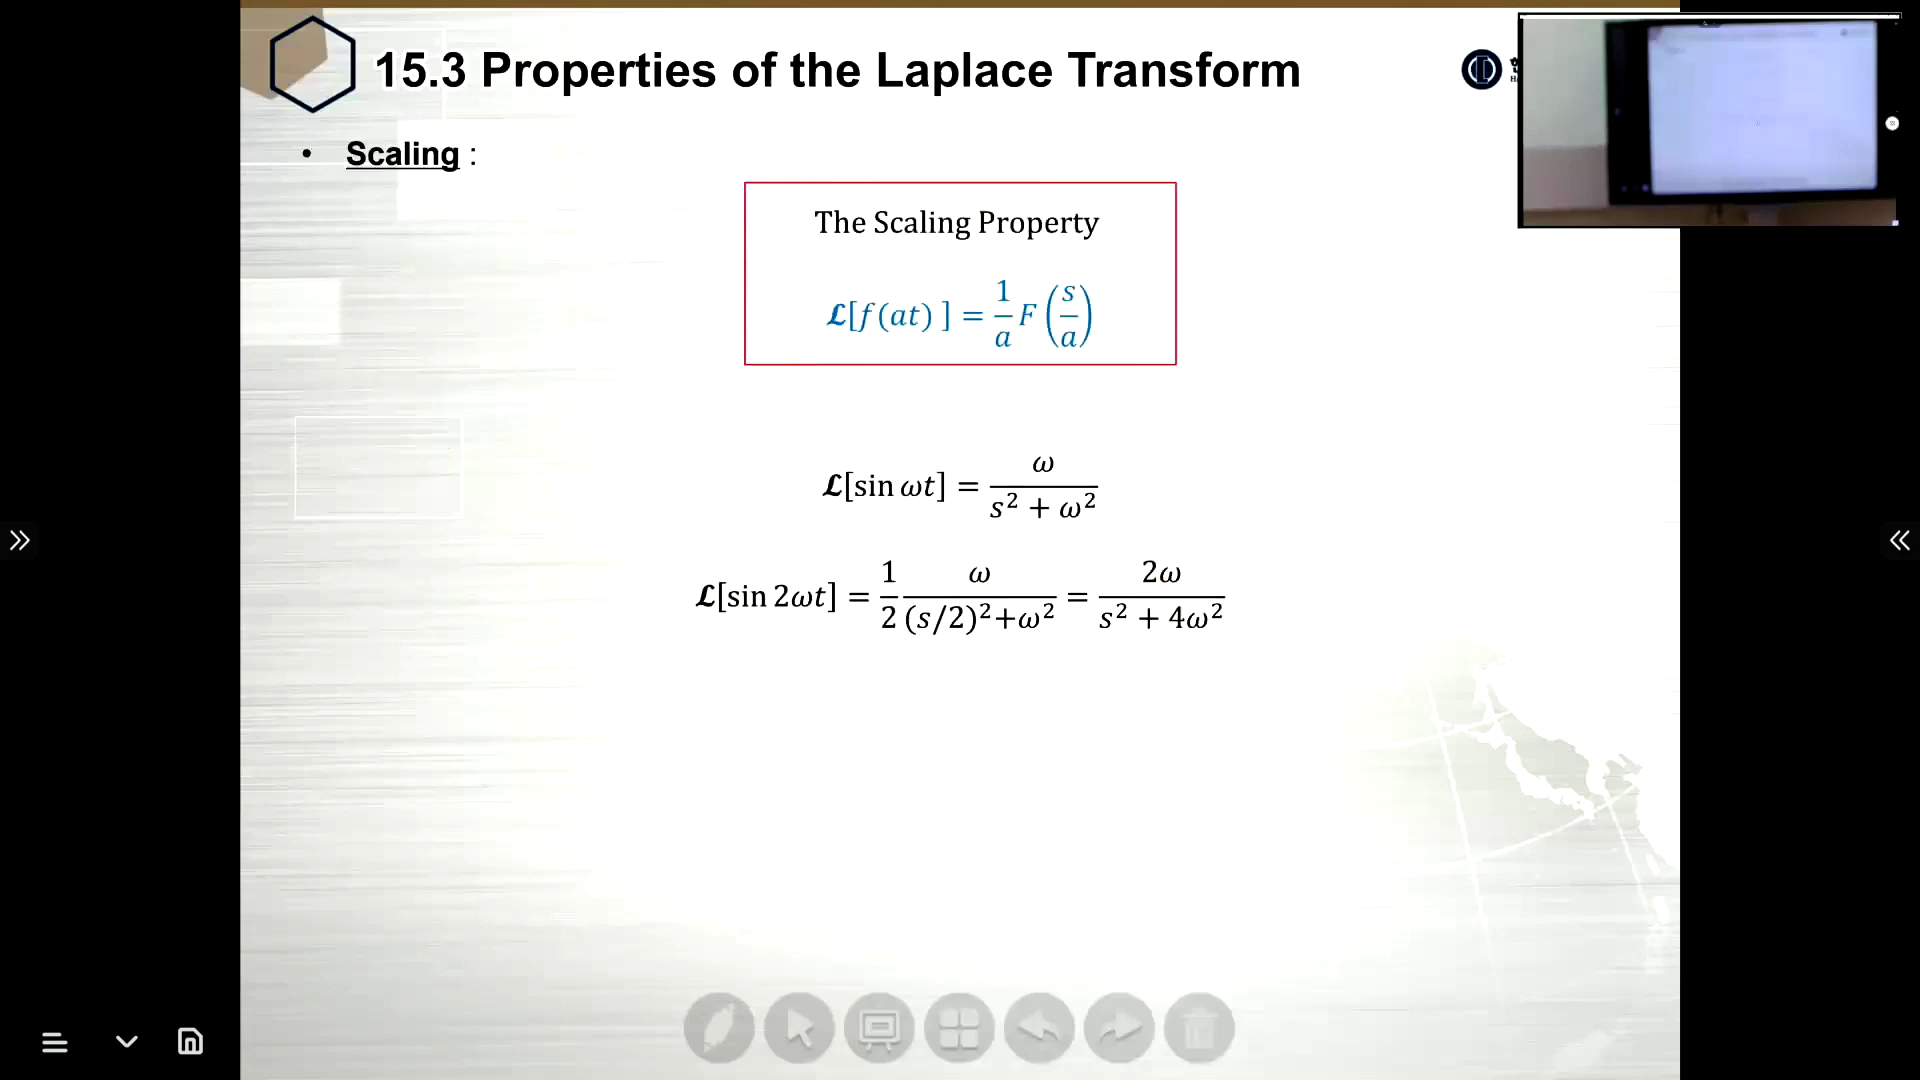 15.3 Properties of the Laplace Transform
• Scaling :
The Scaling Property
ℒ[f(at) ] = 1/a F(s/a)
ℒ[sin ωt] = ω/(s² + ω²)
ℒ[sin 2ωt] = 1/2 ω/((s/2)²+ω²) = 2ω/(s² + 4ω²)